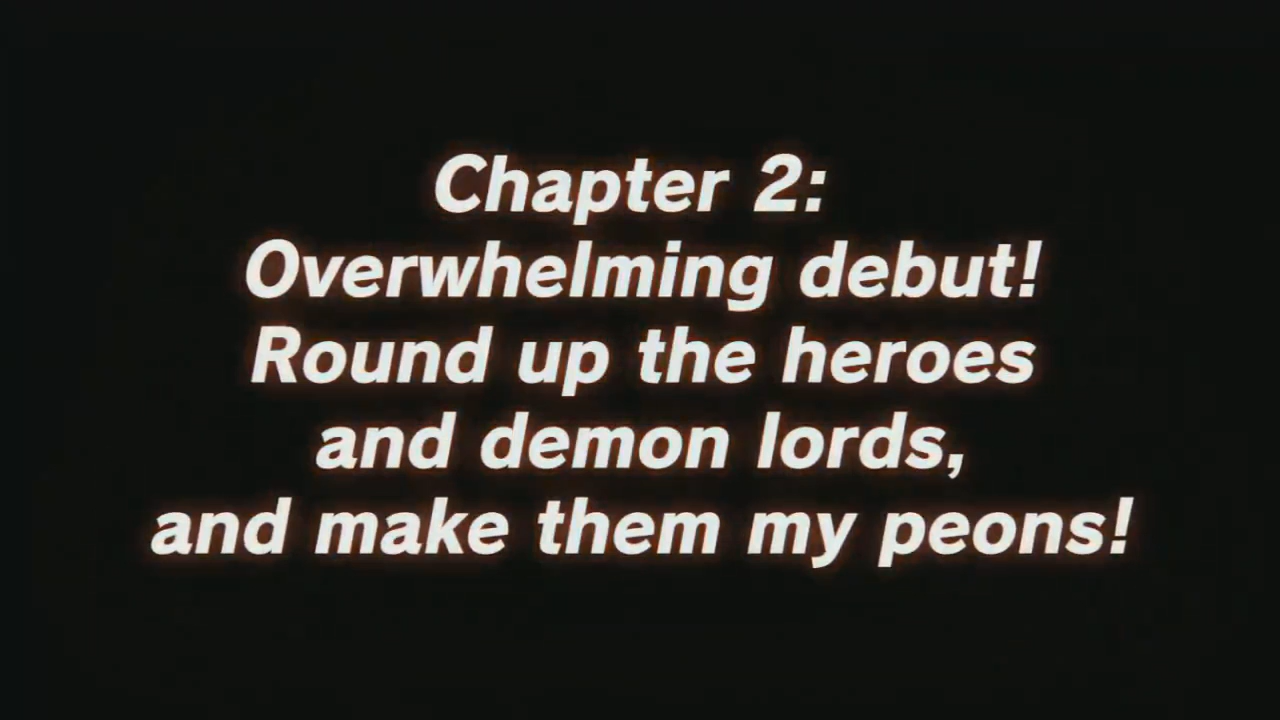 Chapter 2:
Overwhelming debut!
Round up the heroes
and demon lords,
and make them my peons!